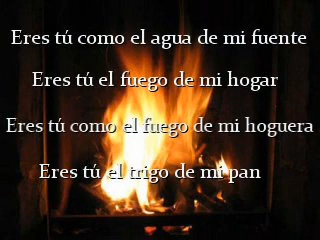 Eres tú como el agua de mi fuente
Eres tú el fuego de mi hogar
Eres tú como el fuego de mi hoguera
Eres tú el trigo de mi pan